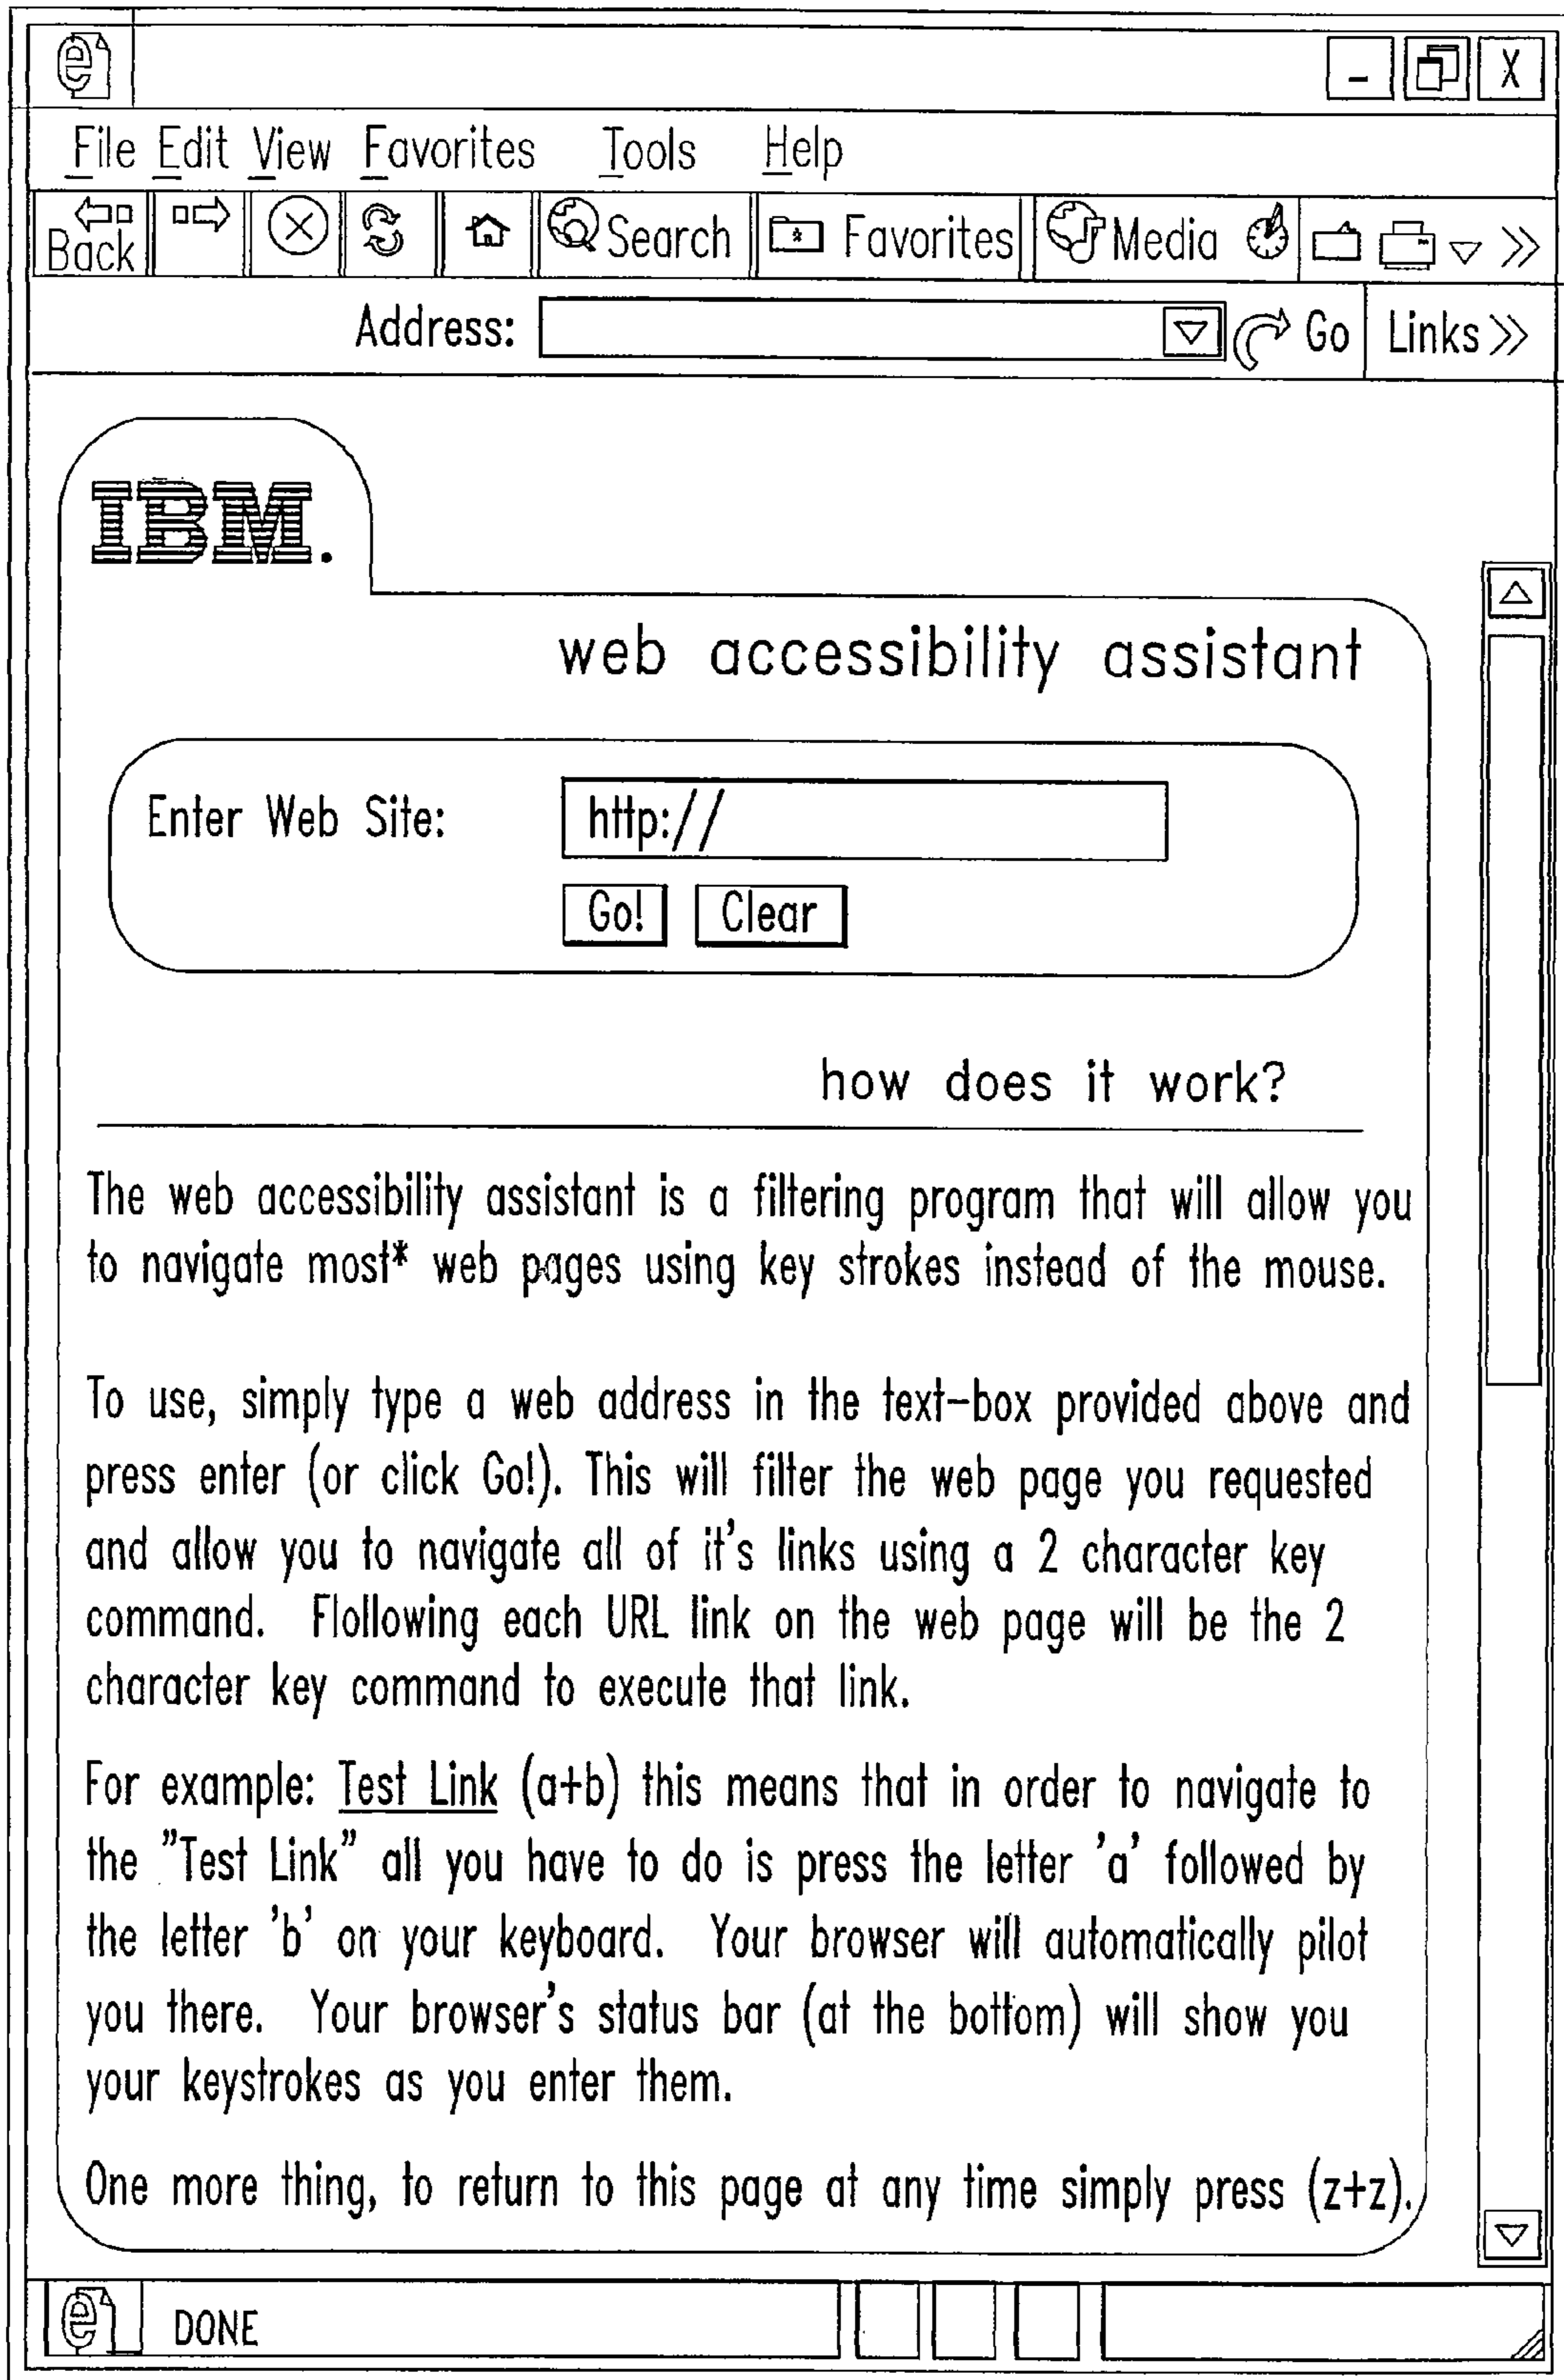 e
X
File Edit View Favorites Tools Help
Back Search Favorites Media
Address: Go Links
IBM.
web accessibility assistant
Enter Web Site: http://
Go! Clear
how does it work?
The web accessibility assistant is a filtering program that will allow you
to navigate most* web pages using key strokes instead of the mouse.
To use, simply type a web address in the text-box provided above and
press enter (or click Go!). This will filter the web page you requested
and allow you to navigate all of it's links using a 2 character key
command. Flollowing each URL link on the web page will be the 2
character key command to execute that link.
For example: Test Link (a+b) this means that in order to navigate to
the "Test Link" all you have to do is press the letter 'a' followed by
the letter 'b' on your keyboard. Your browser will automatically pilot
you there. Your browser's status bar (at the bottom) will show you
your keystrokes as you enter them.
One more thing, to return to this page at any time simply press (z+z).
e DONE